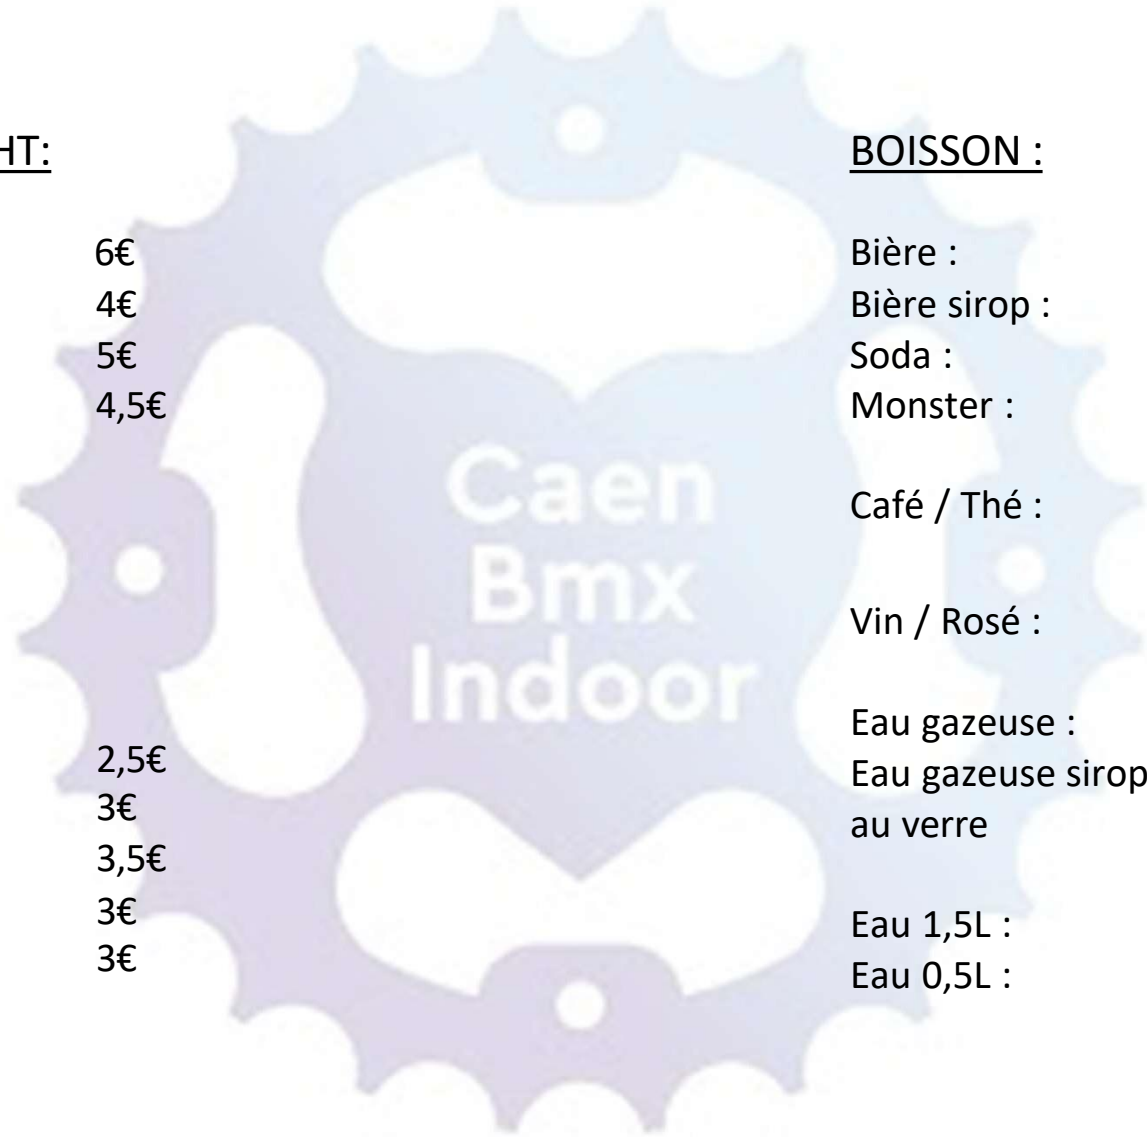 HT:
6€
4€
5€
4,5€
2,5€
3€
3,5€
3€
3€
Caen
Bmx
Indoor
BOISSON :
Bière :
Bière sirop :
Soda :
Monster :
Café / Thé :
Vin / Rosé :
Eau gazeuse :
Eau gazeuse sirop
au verre
Eau 1,5L :
Eau 0,5L :